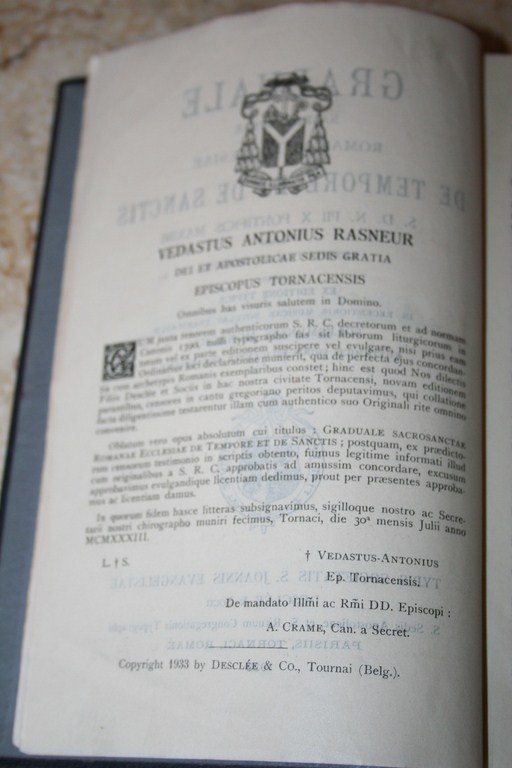 VEDASTUS ANTONIUS RASNEUR
DEI ET APOSTOLICAE SEDIS GRATIA
EPISCOPUS TORNACENSIS
Omnibus has visuris salutem in Domino.
CUM juxta tenorem authenticorum S. R. C. decretorum et ad normam
Canonis 1390, nulli typographo fas sit librorum liturgicorum in
totum vel ex parte editionem suscipere vel evulgare, nisi prius eam
Ordinarius loci declaratione munierit, qua de perfecta ejus concordan-
tia cum archetypis Romanis exemplaribus constet; hinc est quod Nos dilectis
Filiis Desclée et Sociis in hac nostra civitate Tornacensi, novam editionem
parantibus, censores in cantu gregoriano peritos deputavimus, qui collatione
facta diligentissime testarentur illam cum authentico suo Originali rite omnino
convenire.
Oblatum vero opus absolutum cui titulus : GRADUALE SACROSANCTAE
ROMANAE ECCLESIAE DE TEMPORE ET DE SANCTIS ; postquam, ex prædicto-
rum censorum testimonio in scriptis obtento, fuimus legitime informati illud
cum originalibus a S. R. C. approbatis ad amussim concordare, excusum
approbavimus evulgandique licentiam dedimus, prout per præsentes approba-
mus ac licentiam damus.
In quorum fidem hasce litteras subsignavimus, sigilloque nostro ac Secre-
tarii nostri chirographo muniri fecimus, Tornaci, die 30ª mensis Julii anno
MCMXXXIII.
L. † S.
† VEDASTUS-ANTONIUS
Ep. Tornacensis.
De mandato Illm̃i ac Rm̃i DD. Episcopi :
A. CRAME, Can. a Secret.
Copyright 1933 by DESCLÉE & Co., Tournai (Belg.).